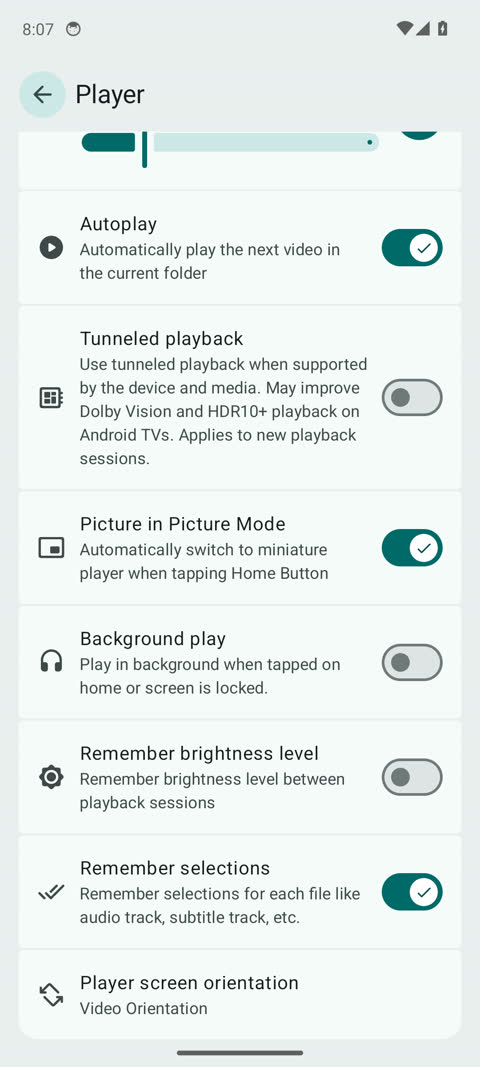 8:07
Player
Autoplay
Automatically play the next video in
the current folder
Tunneled playback
Use tunneled playback when supported
by the device and media. May improve
Dolby Vision and HDR10+ playback on
Android TVs. Applies to new playback
sessions.
Picture in Picture Mode
Automatically switch to miniature
player when tapping Home Button
Background play
Play in background when tapped on
home or screen is locked.
Remember brightness level
Remember brightness level between
playback sessions
Remember selections
Remember selections for each file like
audio track, subtitle track, etc.
Player screen orientation
Video Orientation